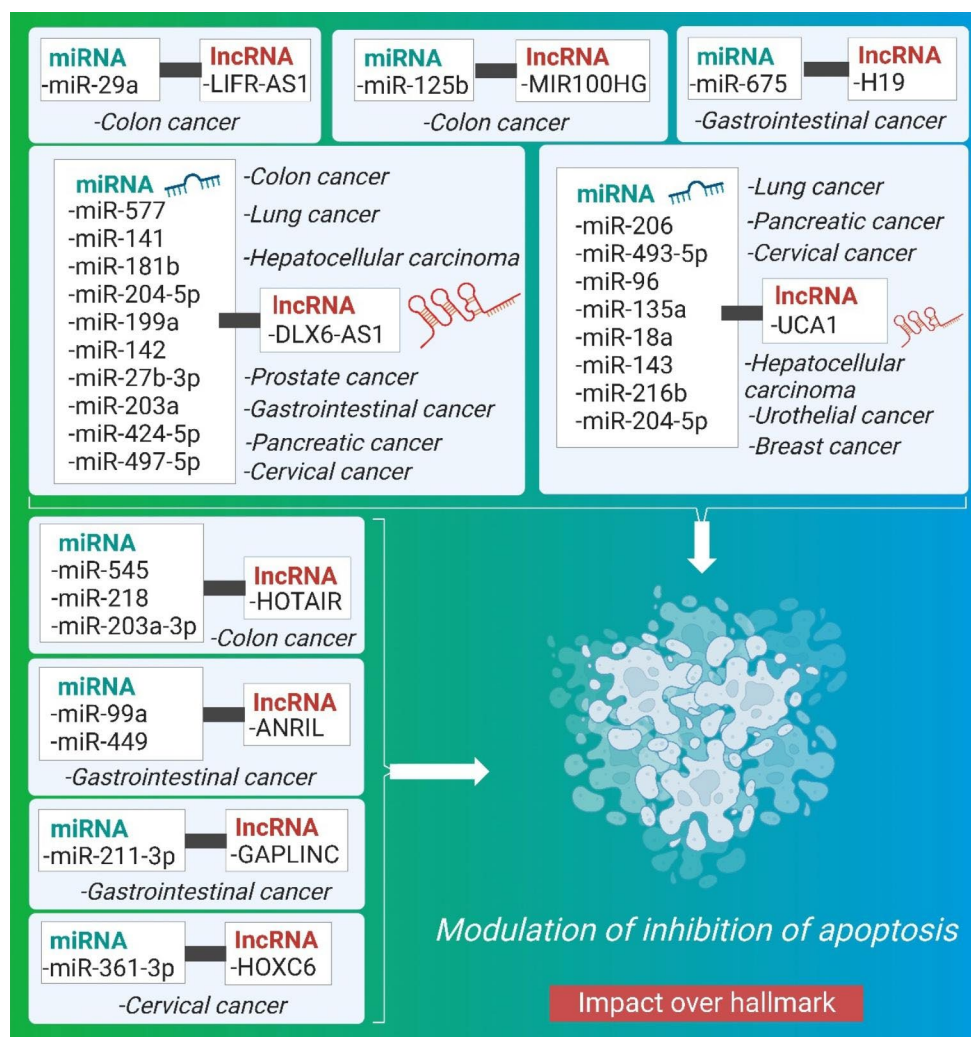 miRNA
-miR-29a
lncRNA
-LIFR-AS1
-Colon cancer
miRNA
-miR-125b
lncRNA
-MIR100HG
-Colon cancer
miRNA
-miR-675
lncRNA
-H19
-Gastrointestinal cancer
miRNA
-miR-577
-miR-141
-miR-181b
-miR-204-5p
-miR-199a
-miR-142
-miR-27b-3p
-miR-203a
-miR-424-5p
-miR-497-5p
-Colon cancer
-Lung cancer
-Hepatocellular carcinoma
lncRNA
-DLX6-AS1
-Prostate cancer
-Gastrointestinal cancer
-Pancreatic cancer
-Cervical cancer
miRNA
-miR-206
-miR-493-5p
-miR-96
-miR-135a
-miR-18a
-miR-143
-miR-216b
-miR-204-5p
-Lung cancer
-Pancreatic cancer
-Cervical cancer
lncRNA
-UCA1
-Hepatocellular
carcinoma
-Urothelial cancer
-Breast cancer
miRNA
-miR-545
-miR-218
-miR-203a-3p
lncRNA
-HOTAIR
-Colon cancer
miRNA
-miR-99a
-miR-449
lncRNA
-ANRIL
-Gastrointestinal cancer
miRNA
-miR-211-3p
lncRNA
-GAPLINC
-Gastrointestinal cancer
miRNA
-miR-361-3p
lncRNA
-HOXC6
-Cervical cancer
Modulation of inhibition of apoptosis
Impact over hallmark